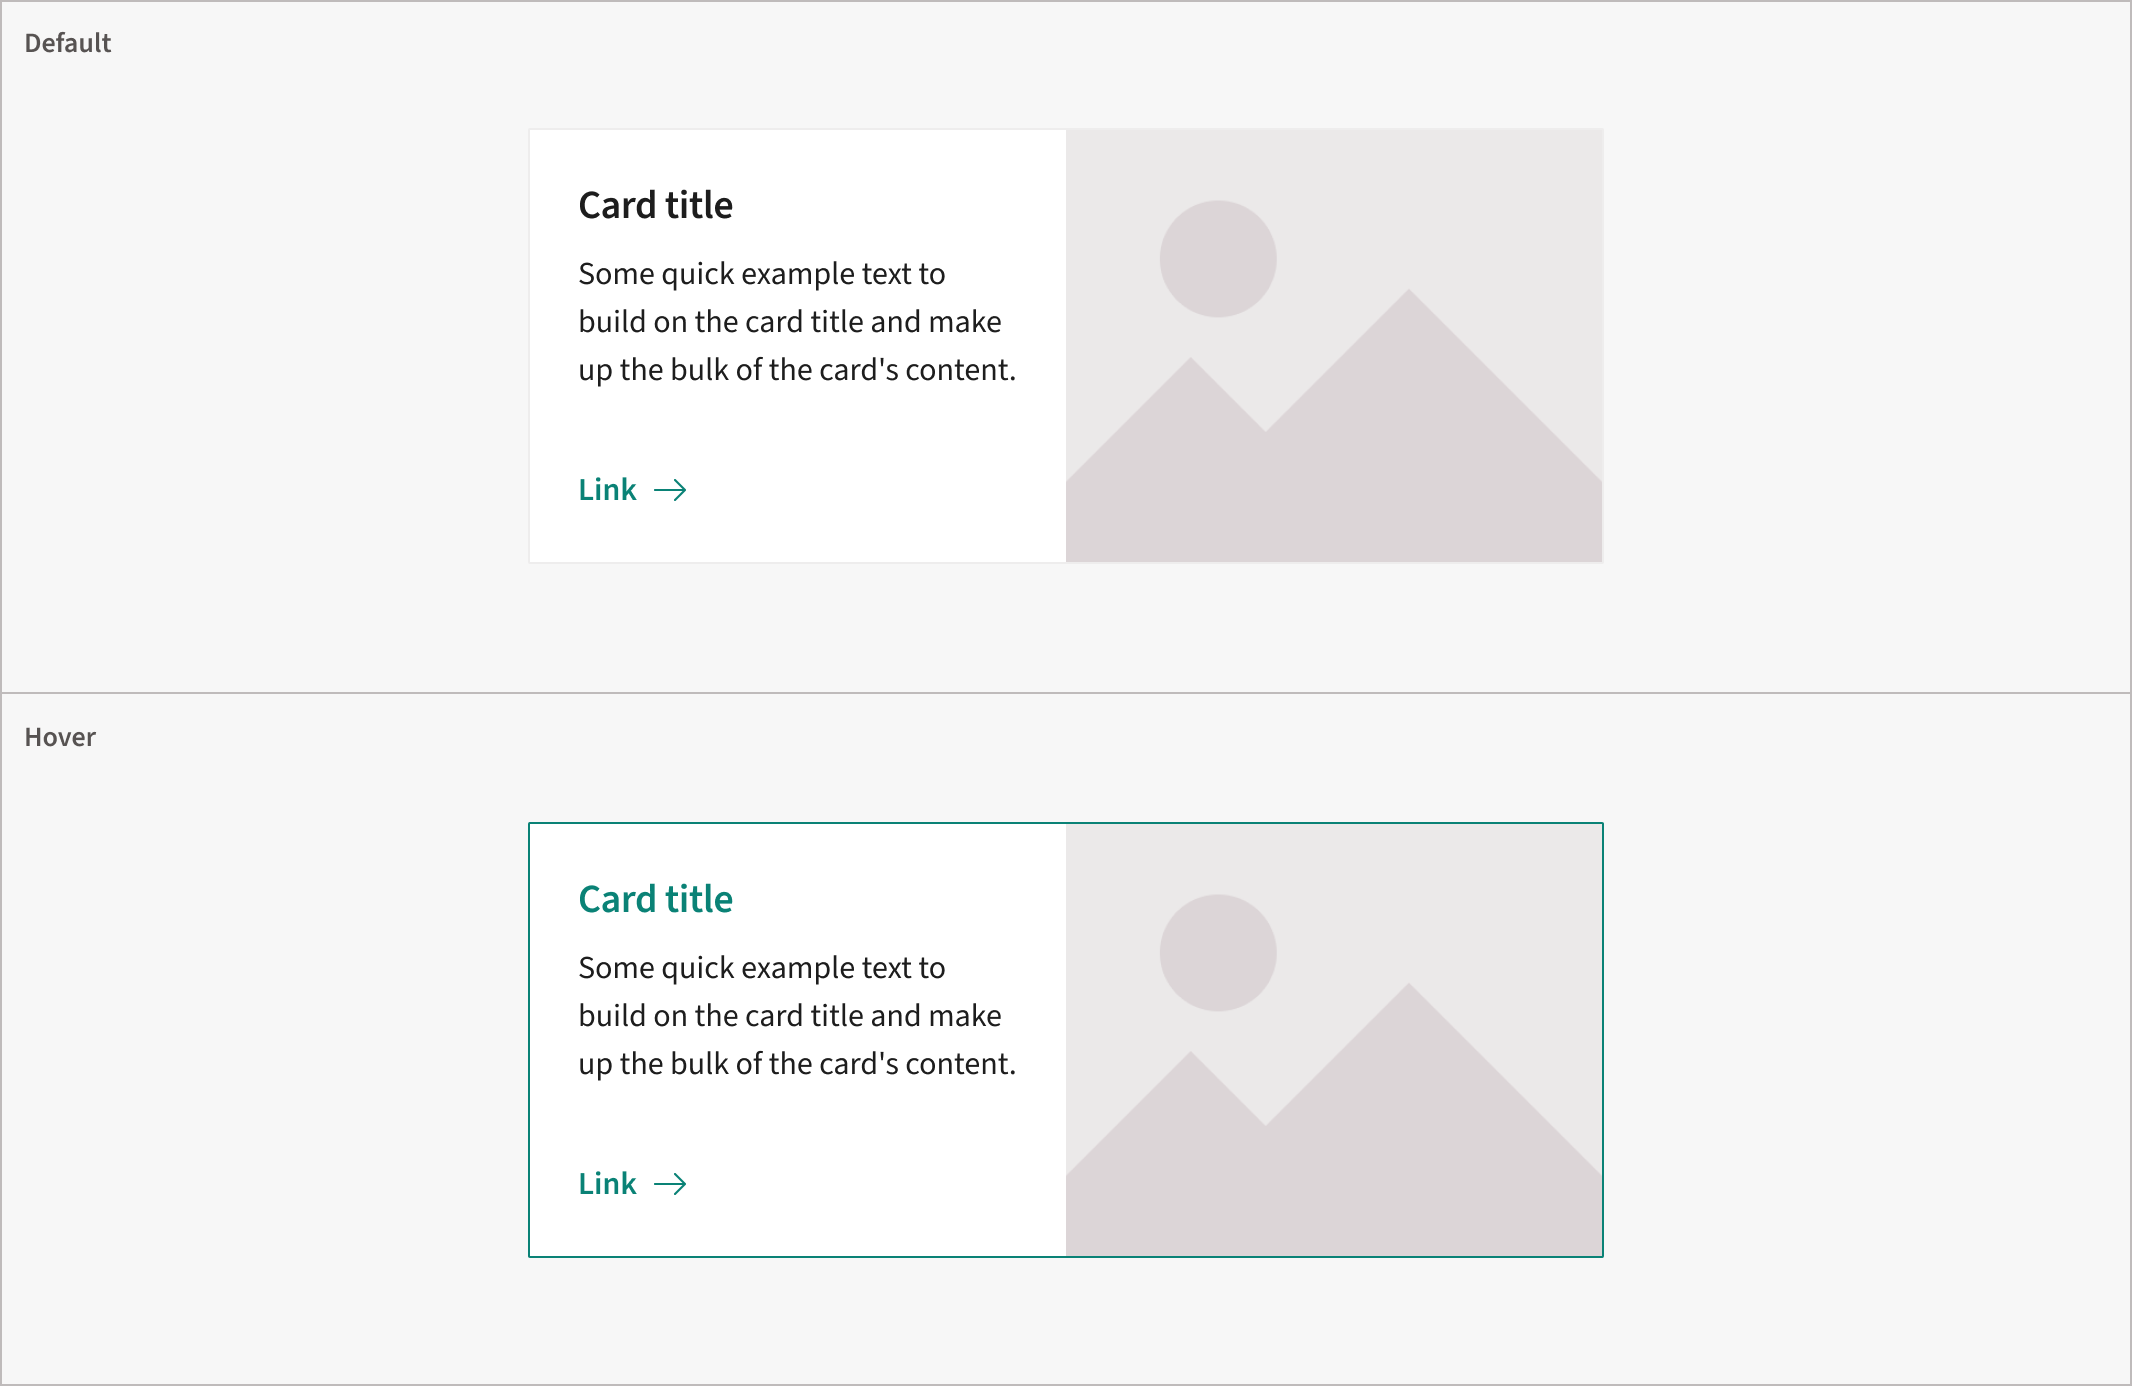 Default
Card title
Some quick example text to
build on the card title and make
up the bulk of the card's content.
Link
Hover
Card title
Some quick example text to
build on the card title and make
up the bulk of the card's content.
Link